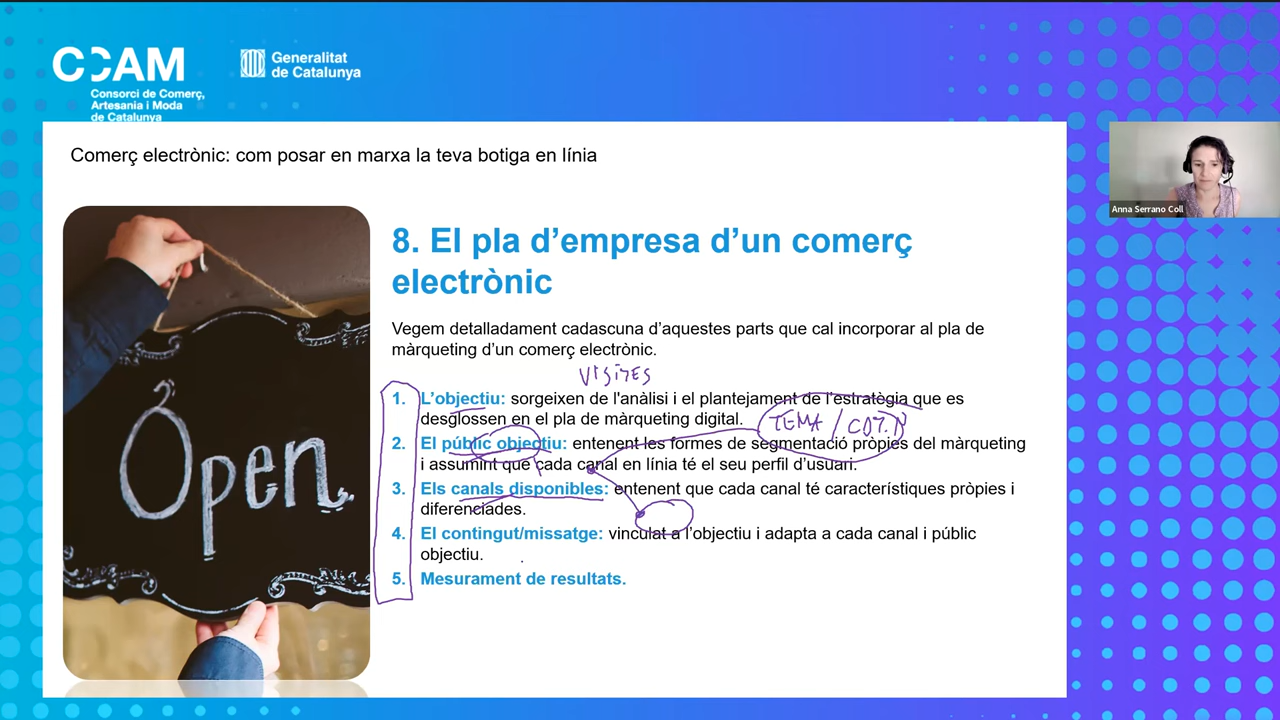 CCAM
Consorci de Comerç,
Artesania i Moda
de Catalunya
Generalitat
de Catalunya
Comerç electrònic: com posar en marxa la teva botiga en línia
Anna Serrano Coll
8. El pla d’empresa d’un comerç
electrònic
Vegem detalladament cadascuna d’aquestes parts que cal incorporar al pla de
màrqueting d’un comerç electrònic.
VISITES
1. L’objectiu: sorgeixen de l'anàlisi i el plantejament de l’estratègia que es
desglossen en el pla de màrqueting digital.
TEMA /
2. El públic objectiu: entenent les formes de segmentació pròpies del màrqueting
i assumint que cada canal en línia té el seu perfil d’usuari.
3. Els canals disponibles: entenent que cada canal té característiques pròpies i
diferenciades.
4. El contingut/missatge: vinculat a l’objectiu i adapta a cada canal i públic
objectiu.
5. Mesurament de resultats.
Open